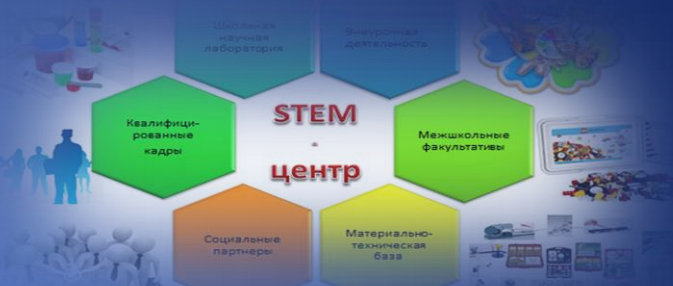 Школьная
научная
лаборатория
Внеурочная
деятельность
Квалифици-
рованные
кадры
STEM
-
центр
Межшкольные
факультативы
Социальные
партнеры
Материально-
техническая
база